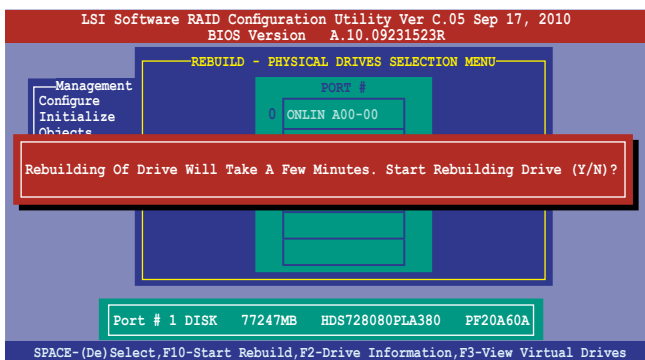 LSI Software RAID Configuration Utility Ver C.05 Sep 17, 2010
BIOS Version A.10.09231523R
REBUILD - PHYSICAL DRIVES SELECTION MENU
Management
PORT #
Configure
Initialize
0 ONLIN A00-00
Objects
Rebuilding Of Drive Will Take A Few Minutes. Start Rebuilding Drive (Y/N)?
Port # 1 DISK 77247MB HDS728080PLA380 PF20A60A
SPACE-(De)Select,F10-Start Rebuild,F2-Drive Information,F3-View Virtual Drives